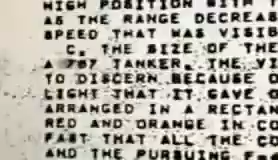 HIGH POSITION WITH
AS THE RANGE DECREA
SPEED THAT WAS VISIB
C. THE SIZE OF THE
A 707 TANKER. THE VI
TO DISCERN BECAUSE
LIGHT THAT IT GAVE O
ARRANGED IN A RECTA
RED AND ORANGE IN CO
FAST THAT ALL THE CO
AND THE PURSUING F